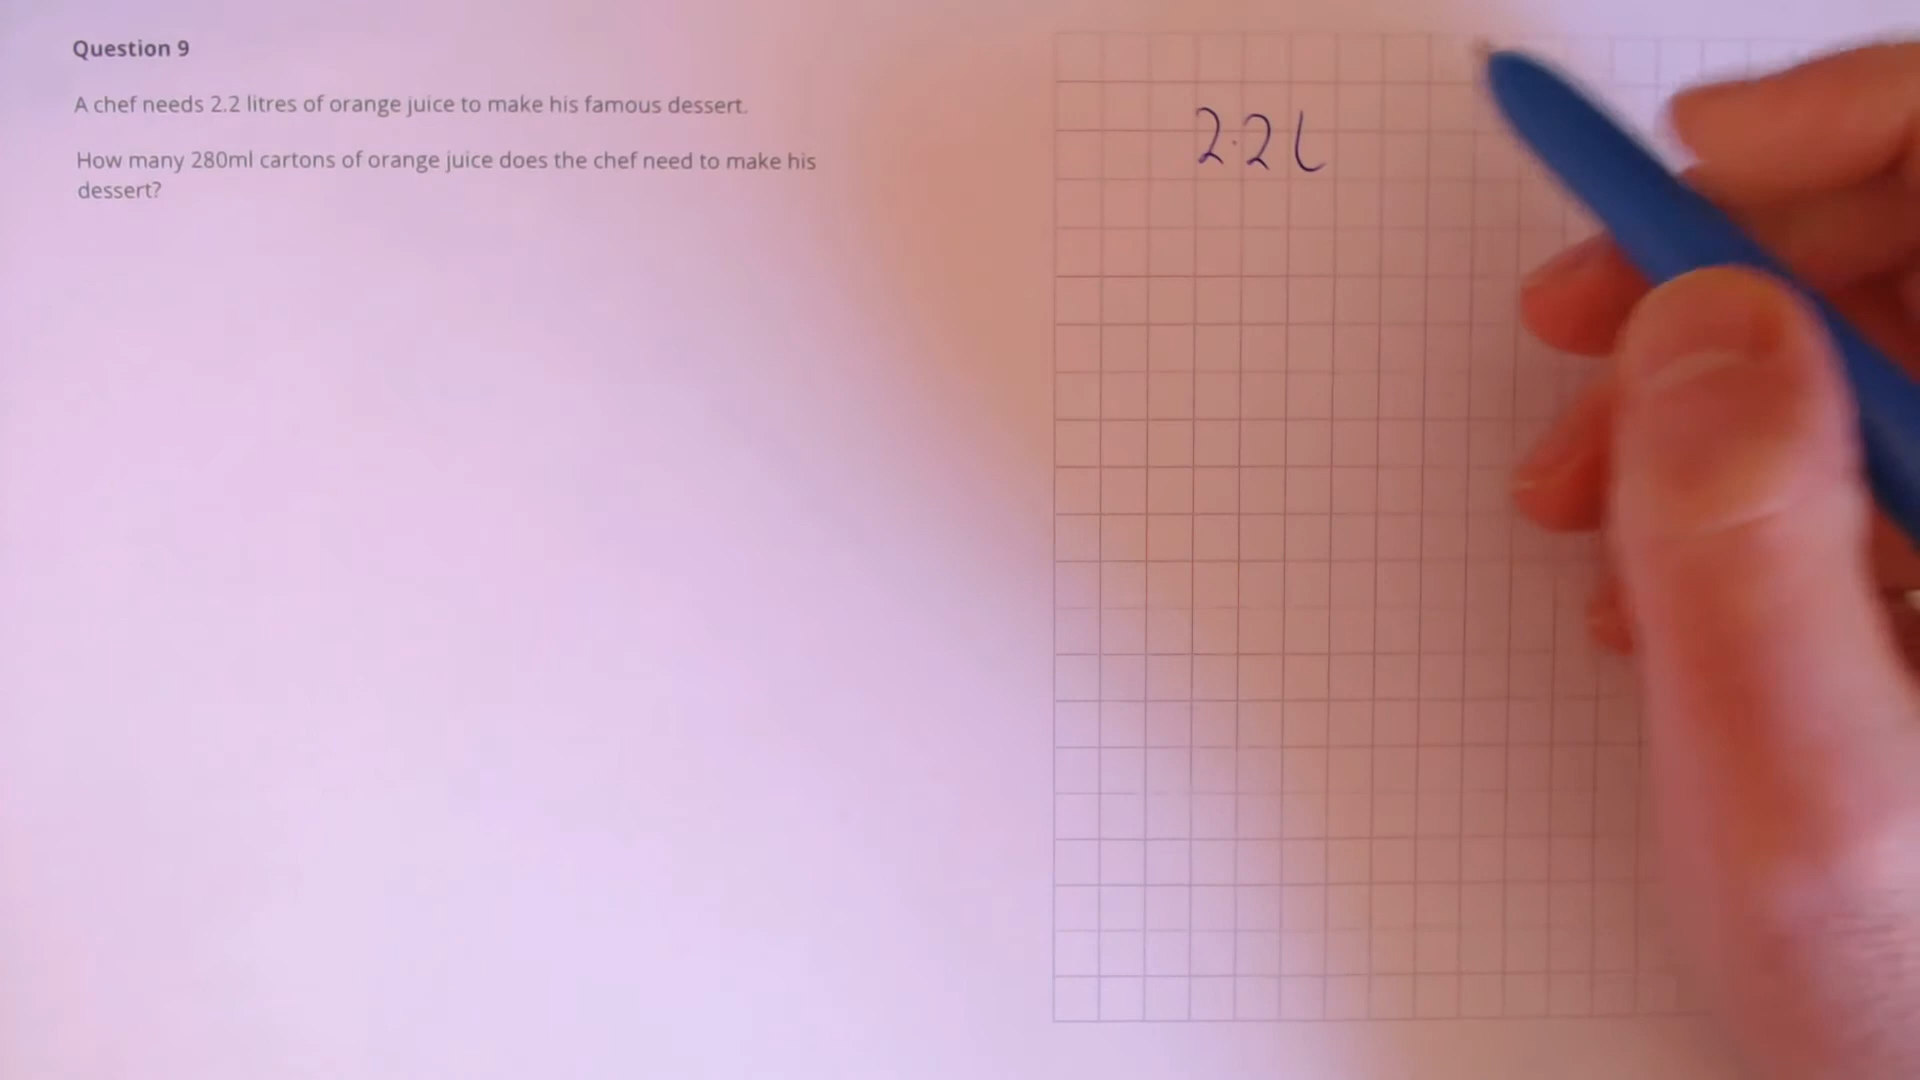 Question 9
A chef needs 2.2 litres of orange juice to make his famous dessert.
How many 280ml cartons of orange juice does the chef need to make his
dessert?
2.2 l